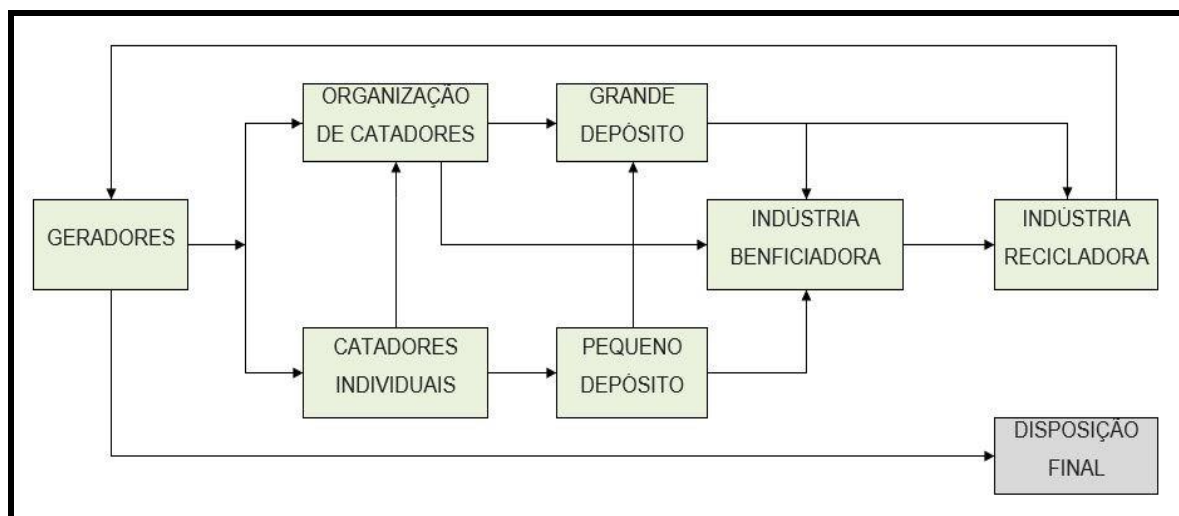 ORGANIZAÇÃO
DE CATADORES
GRANDE
DEPÓSITO
GERADORES
INDÚSTRIA
BENFICIADORA
INDÚSTRIA
RECICLADORA
CATADORES
INDIVIDUAIS
PEQUENO
DEPÓSITO
DISPOSIÇÃO
FINAL